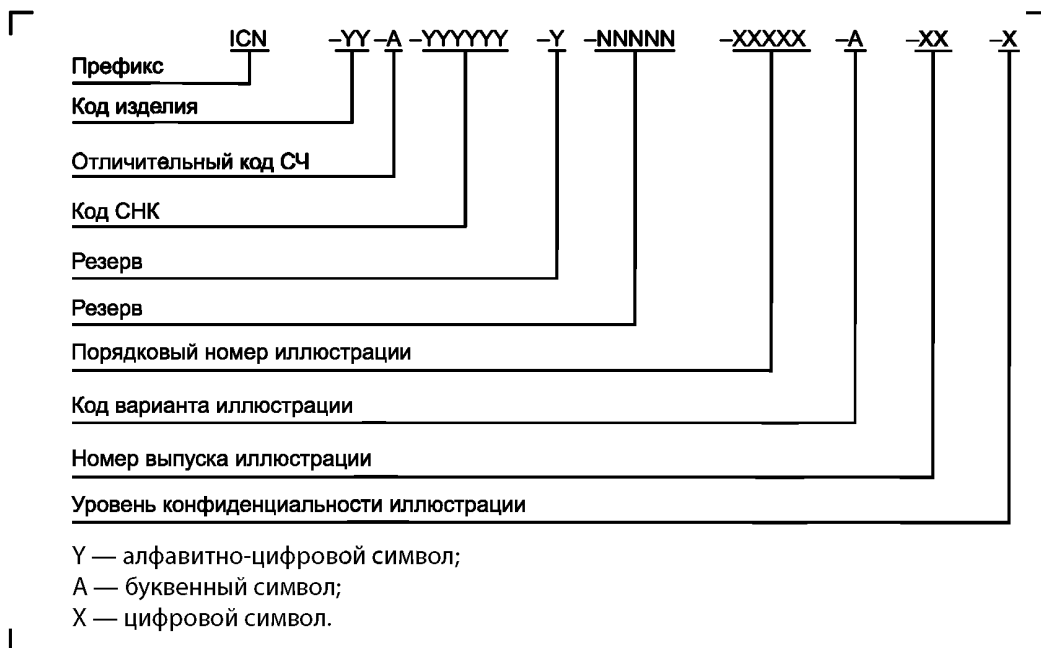 ICN –YY –A –YYYYYY –Y –NNNNN –XXXXX –A –XX –X
Префикс
Код изделия
Отличительный код СЧ
Код СНК
Резерв
Резерв
Порядковый номер иллюстрации
Код варианта иллюстрации
Номер выпуска иллюстрации
Уровень конфиденциальности иллюстрации
Y — алфавитно-цифровой символ;
A — буквенный символ;
X — цифровой символ.